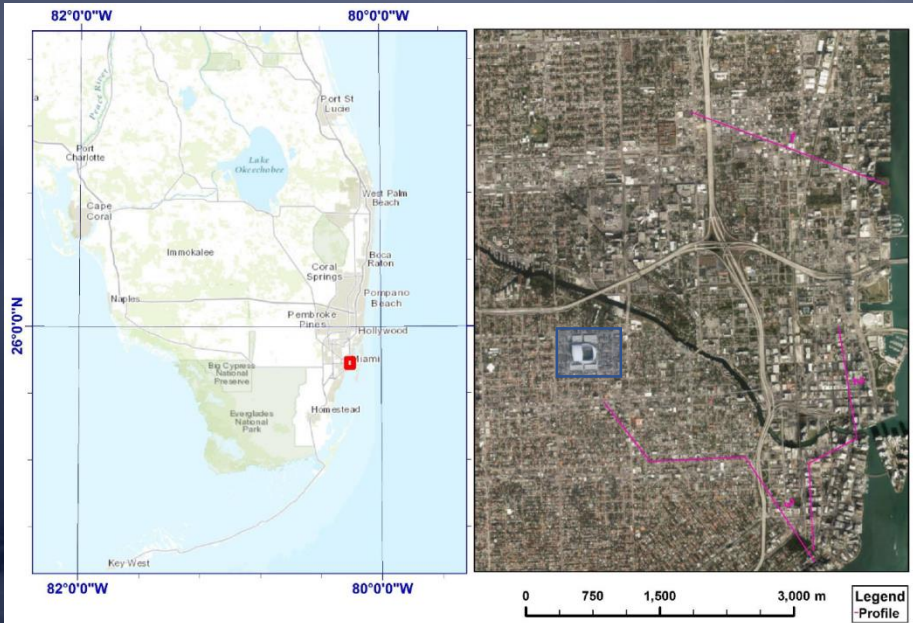 82°0'0"W
80°0'0"W
Peace River
Port St
Lucie
Port
Charlotte
Lake
Okeechobee
Cape
Coral
West Palm
Beach
Immokalee
Boca
Raton
Coral
Springs
Pompano
Beach
Naples
Pembroke
Pines
Hollywood
26°0'0"N
Miami
Big Cypress
National
Preserve
Everglades
National
Park
Homestead
Key West
82°0'0"W
80°0'0"W
0 750 1,500 3,000 m
Legend
Profile